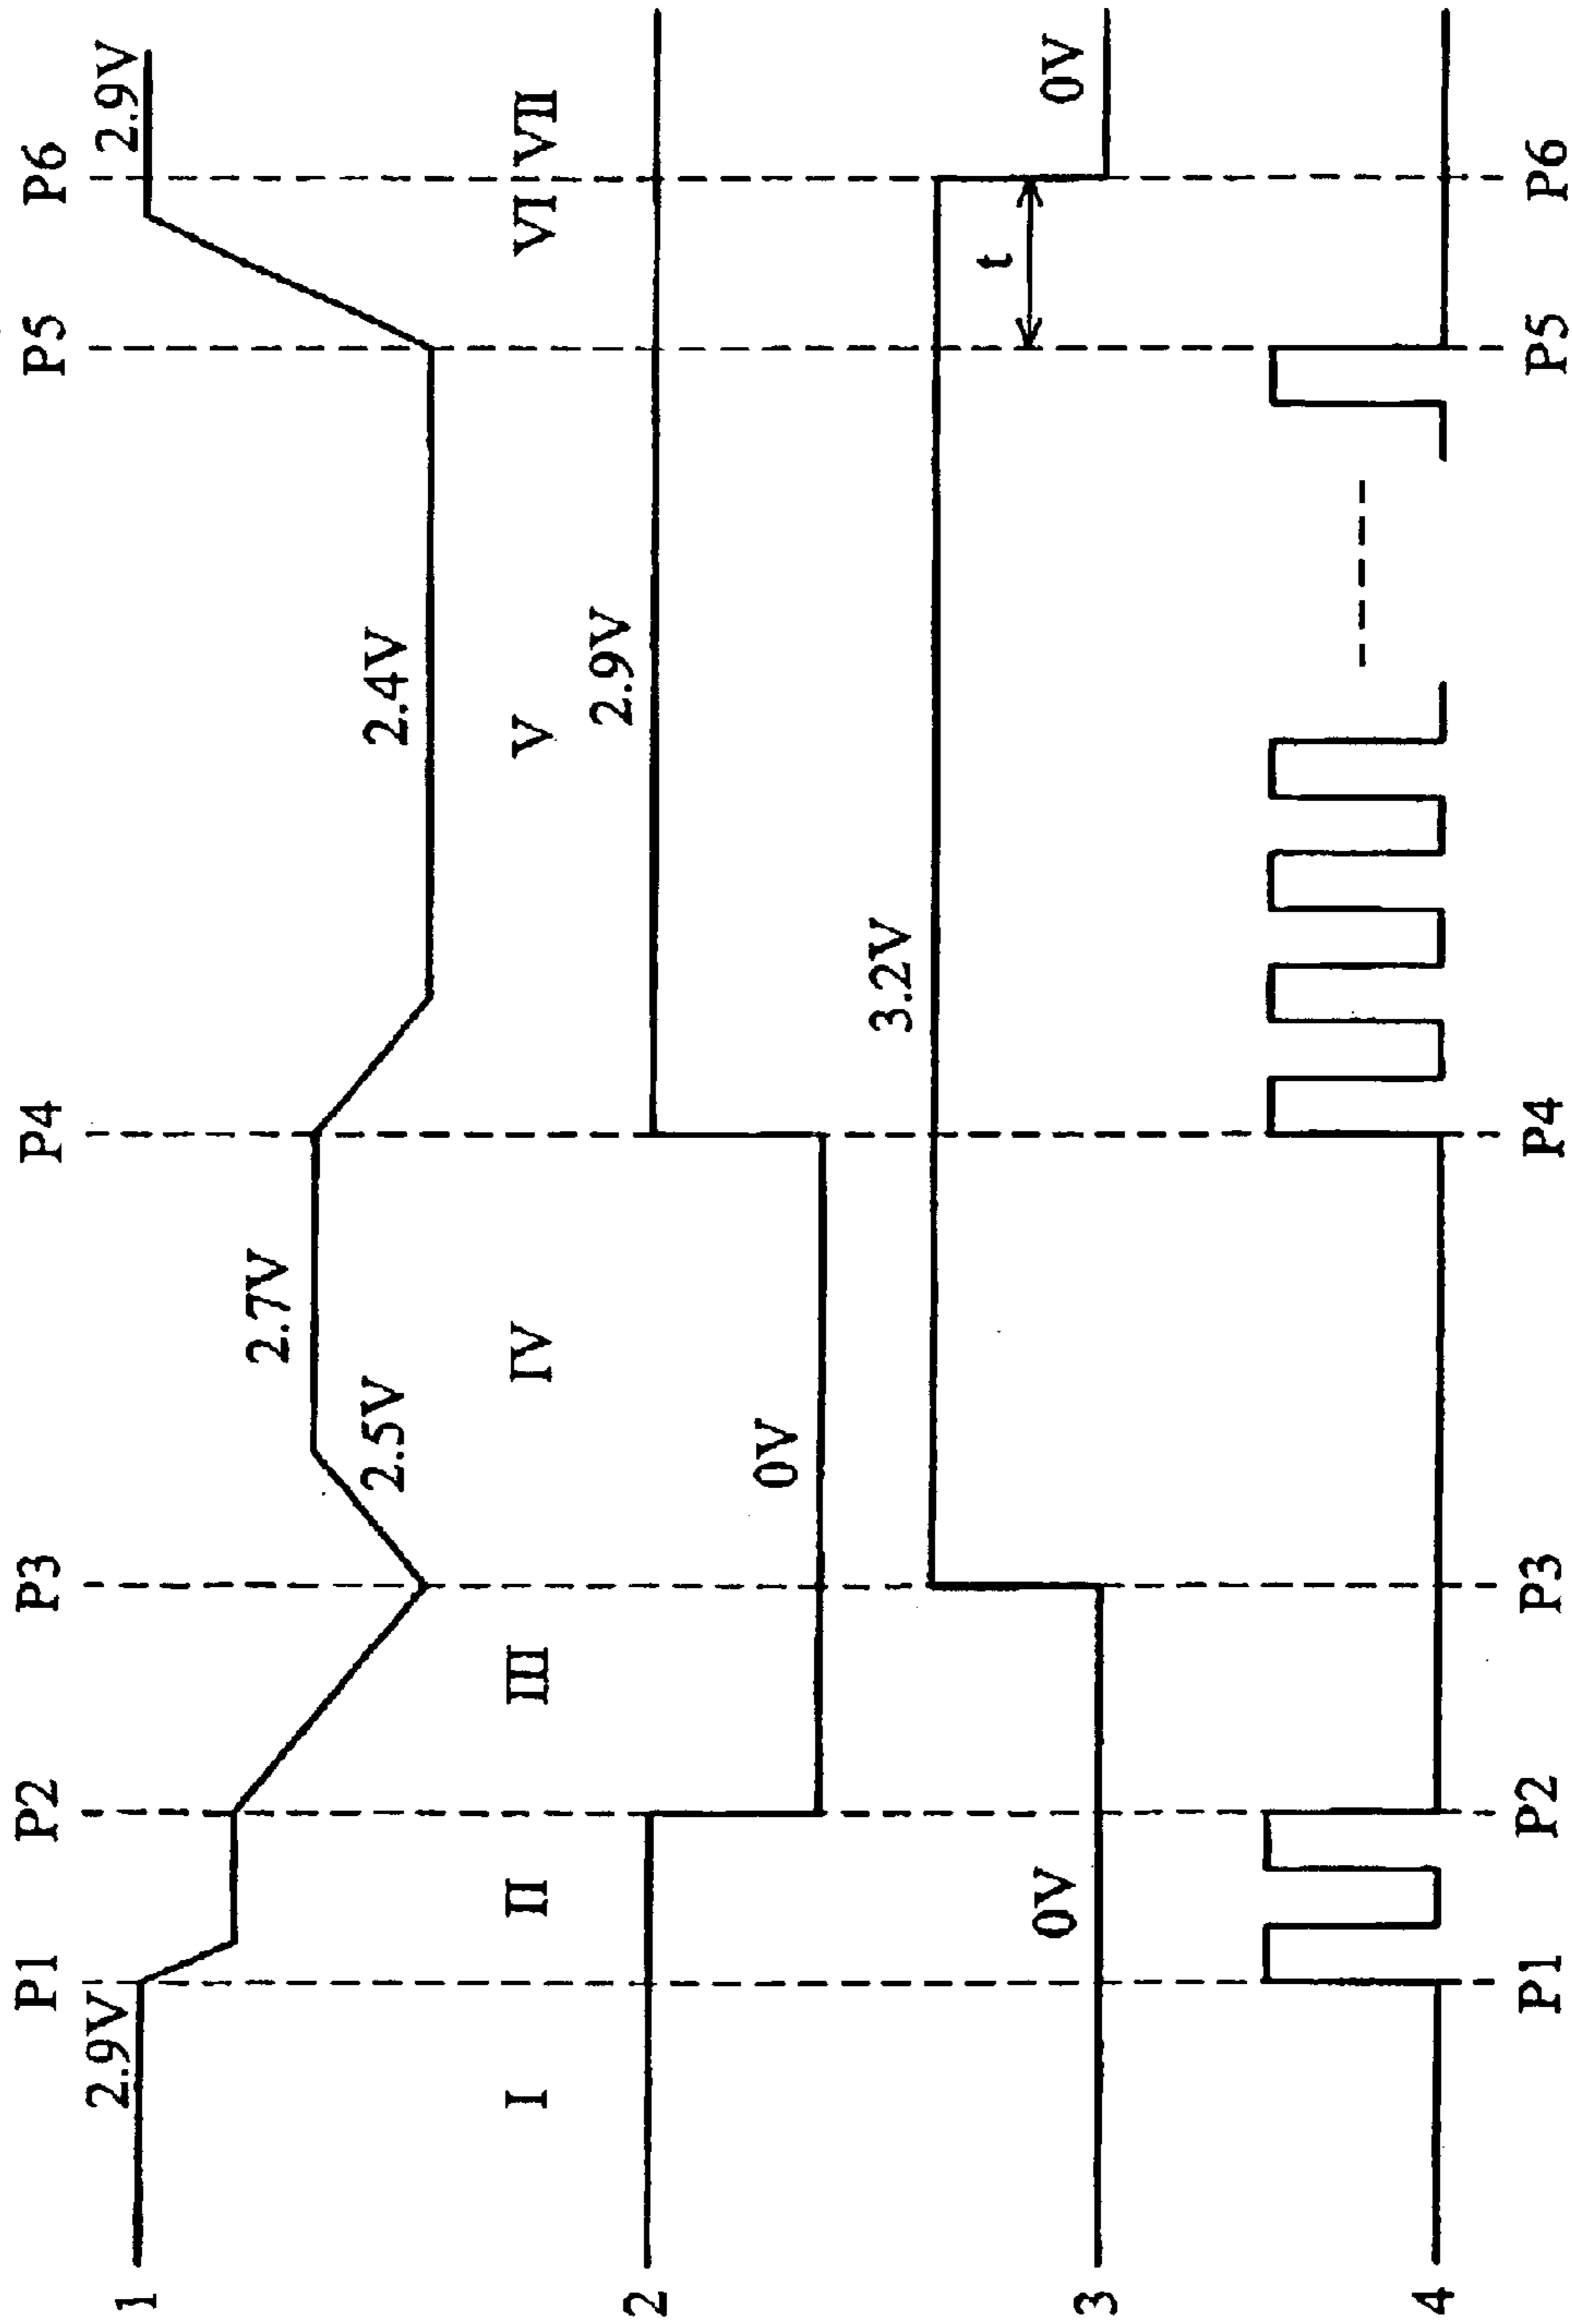 P1 P2 P3 P4 P5 P6
2.9V 2.9V
1
2.7V
2.5V 2.4V
I II III IV V VI VII
2.9V
2
0V
3.2V
t
0V 0V
3
4
P1 P2 P3 P4 P5 P6